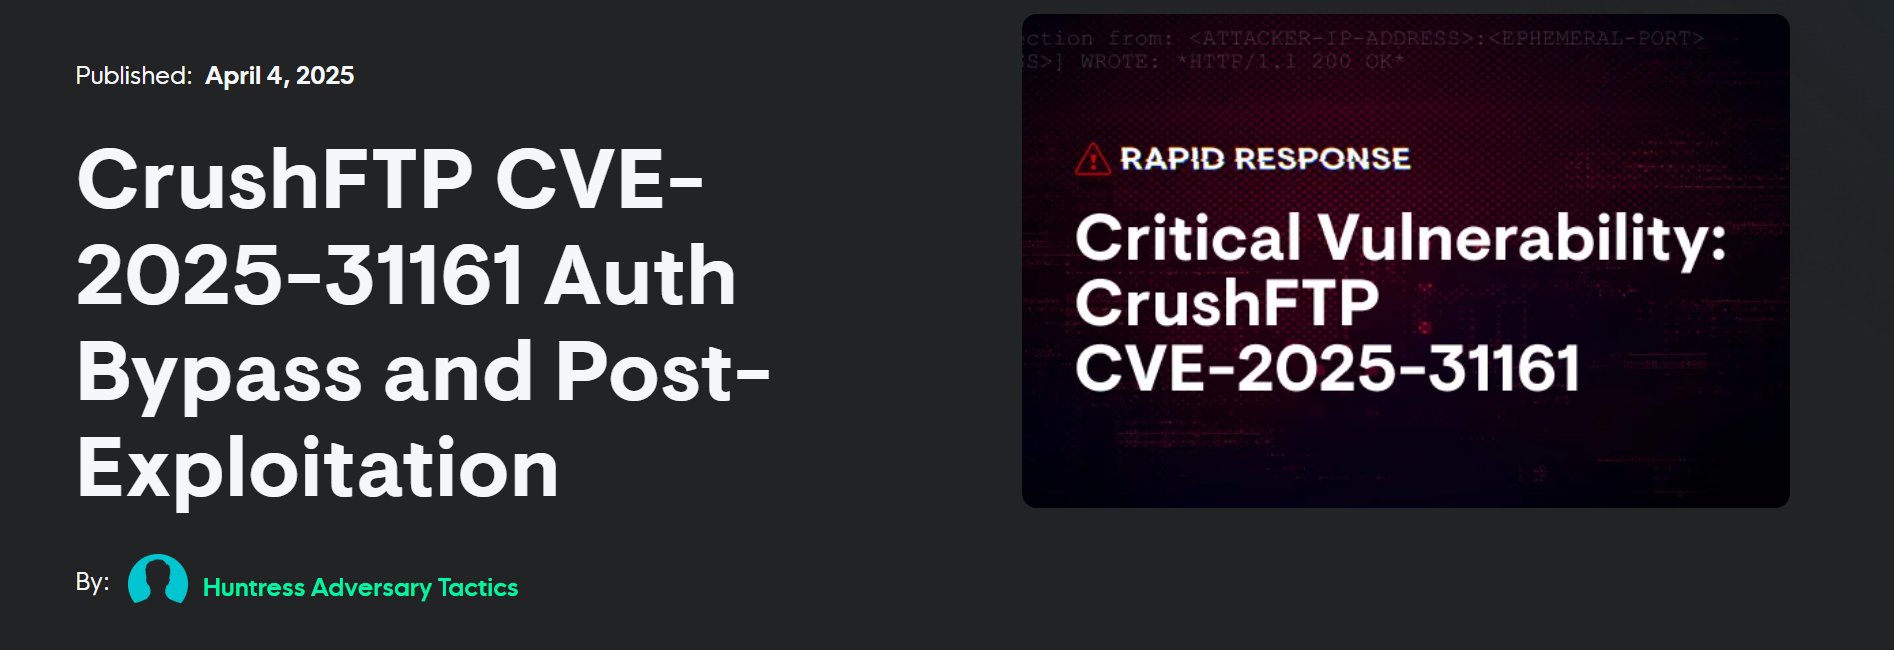 Published: April 4, 2025
CrushFTP CVE-
2025-31161 Auth
Bypass and Post-
Exploitation
By: Huntress Adversary Tactics
ction from: <ATTACKER-IP-ADDRESS>:<EPHEMERAL-PORT>
SS>] WROTE: *HTTP/1.1 200 OK*
RAPID RESPONSE
Critical Vulnerability:
CrushFTP
CVE-2025-31161